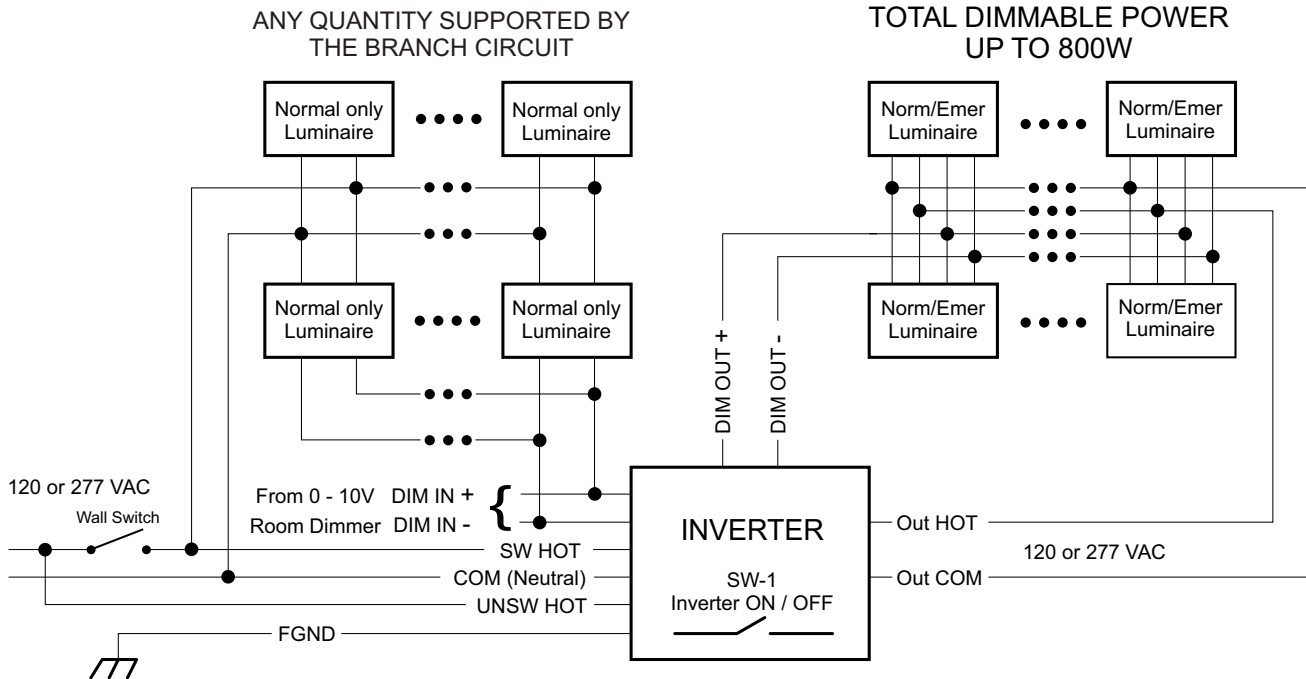 ANY QUANTITY SUPPORTED BY
THE BRANCH CIRCUIT
TOTAL DIMMABLE POWER
UP TO 800W
Normal only
Luminaire
Normal only
Luminaire
Norm/Emer
Luminaire
Norm/Emer
Luminaire
Normal only
Luminaire
Normal only
Luminaire
Norm/Emer
Luminaire
Norm/Emer
Luminaire
DIM OUT +
DIM OUT -
120 or 277 VAC
Wall Switch
From 0 - 10V DIM IN +
Room Dimmer DIM IN -
{
SW HOT
COM (Neutral)
UNSW HOT
FGND
INVERTER
SW-1
Inverter ON / OFF
Out HOT
120 or 277 VAC
Out COM